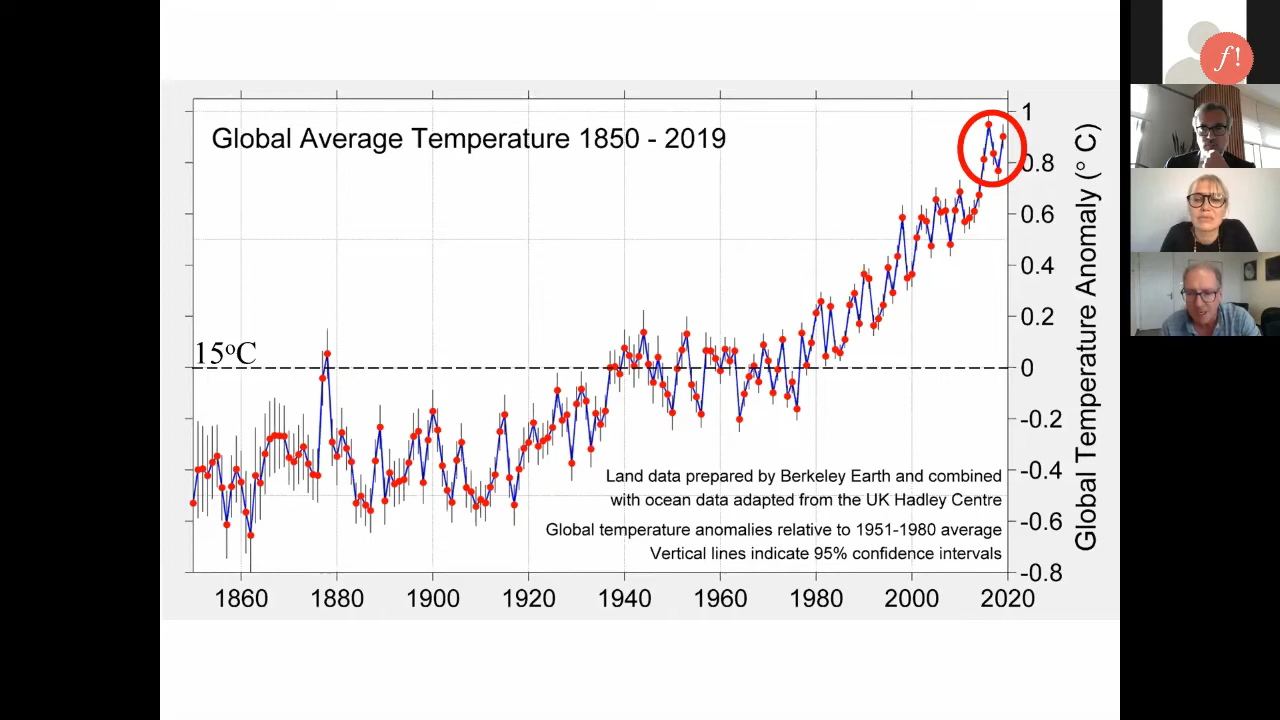 Global Average Temperature 1850 - 2019
15°C
Land data prepared by Berkeley Earth and combined
with ocean data adapted from the UK Hadley Centre
Global temperature anomalies relative to 1951-1980 average
Vertical lines indicate 95% confidence intervals
1
0.8
0.6
0.4
0.2
0
-0.2
-0.4
-0.6
-0.8
Global Temperature Anomaly (° C)
1860 1880 1900 1920 1940 1960 1980 2000 2020
f!